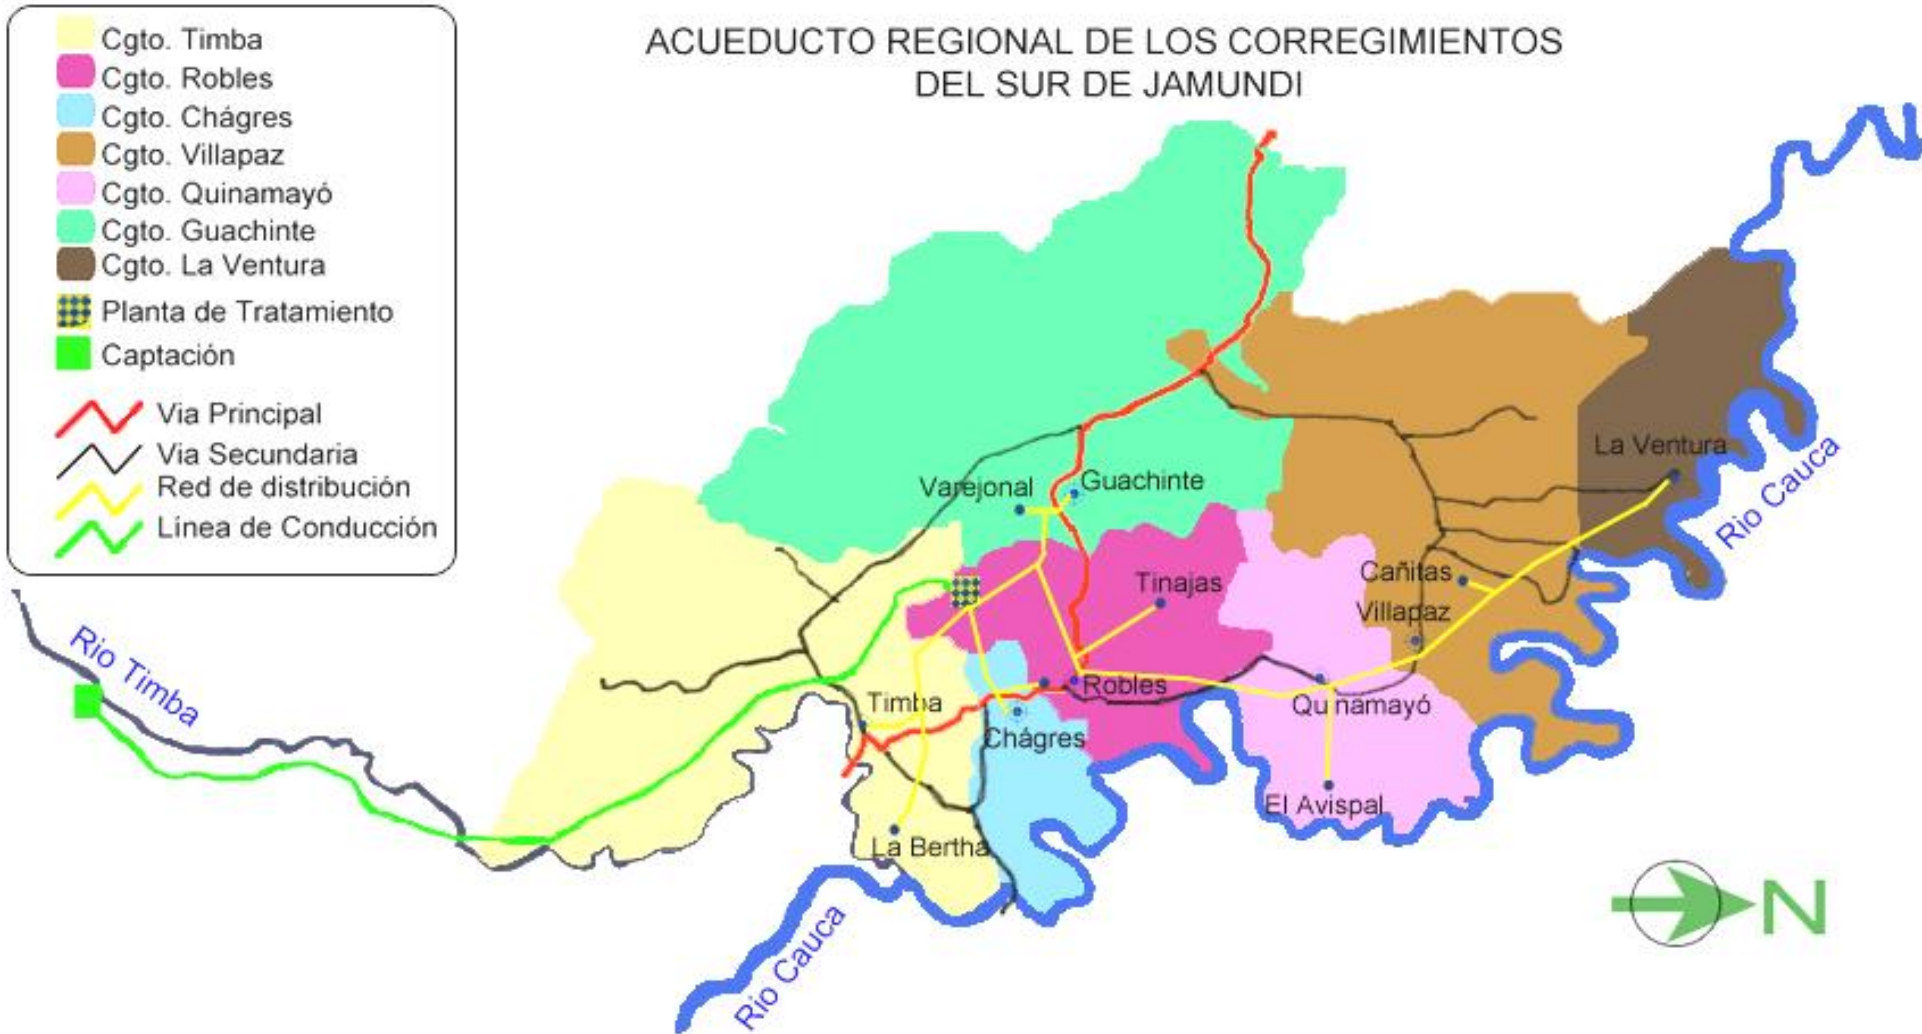 ACUEDUCTO REGIONAL DE LOS CORREGIMIENTOS
DEL SUR DE JAMUNDI
Cgto. Timba
Cgto. Robles
Cgto. Chágres
Cgto. Villapaz
Cgto. Quinamayó
Cgto. Guachinte
Cgto. La Ventura
Planta de Tratamiento
Captación
Via Principal
Via Secundaria
Red de distribución
Línea de Conducción
La Ventura
Rio Cauca
Varejonal
Guachinte
Cañitas
Tinajas
Villapaz
Rio Timba
Robles
Timba
Quinamayó
Chágres
El Avispal
La Bertha
Rio Cauca
N